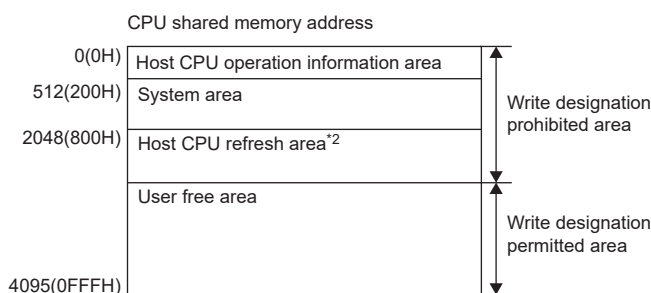 CPU shared memory address
0(0H)
Host CPU operation information area
512(200H)
System area
Write designation
prohibited area
2048(800H)
Host CPU refresh area*2
User free area
Write designation
permitted area
4095(0FFFH)